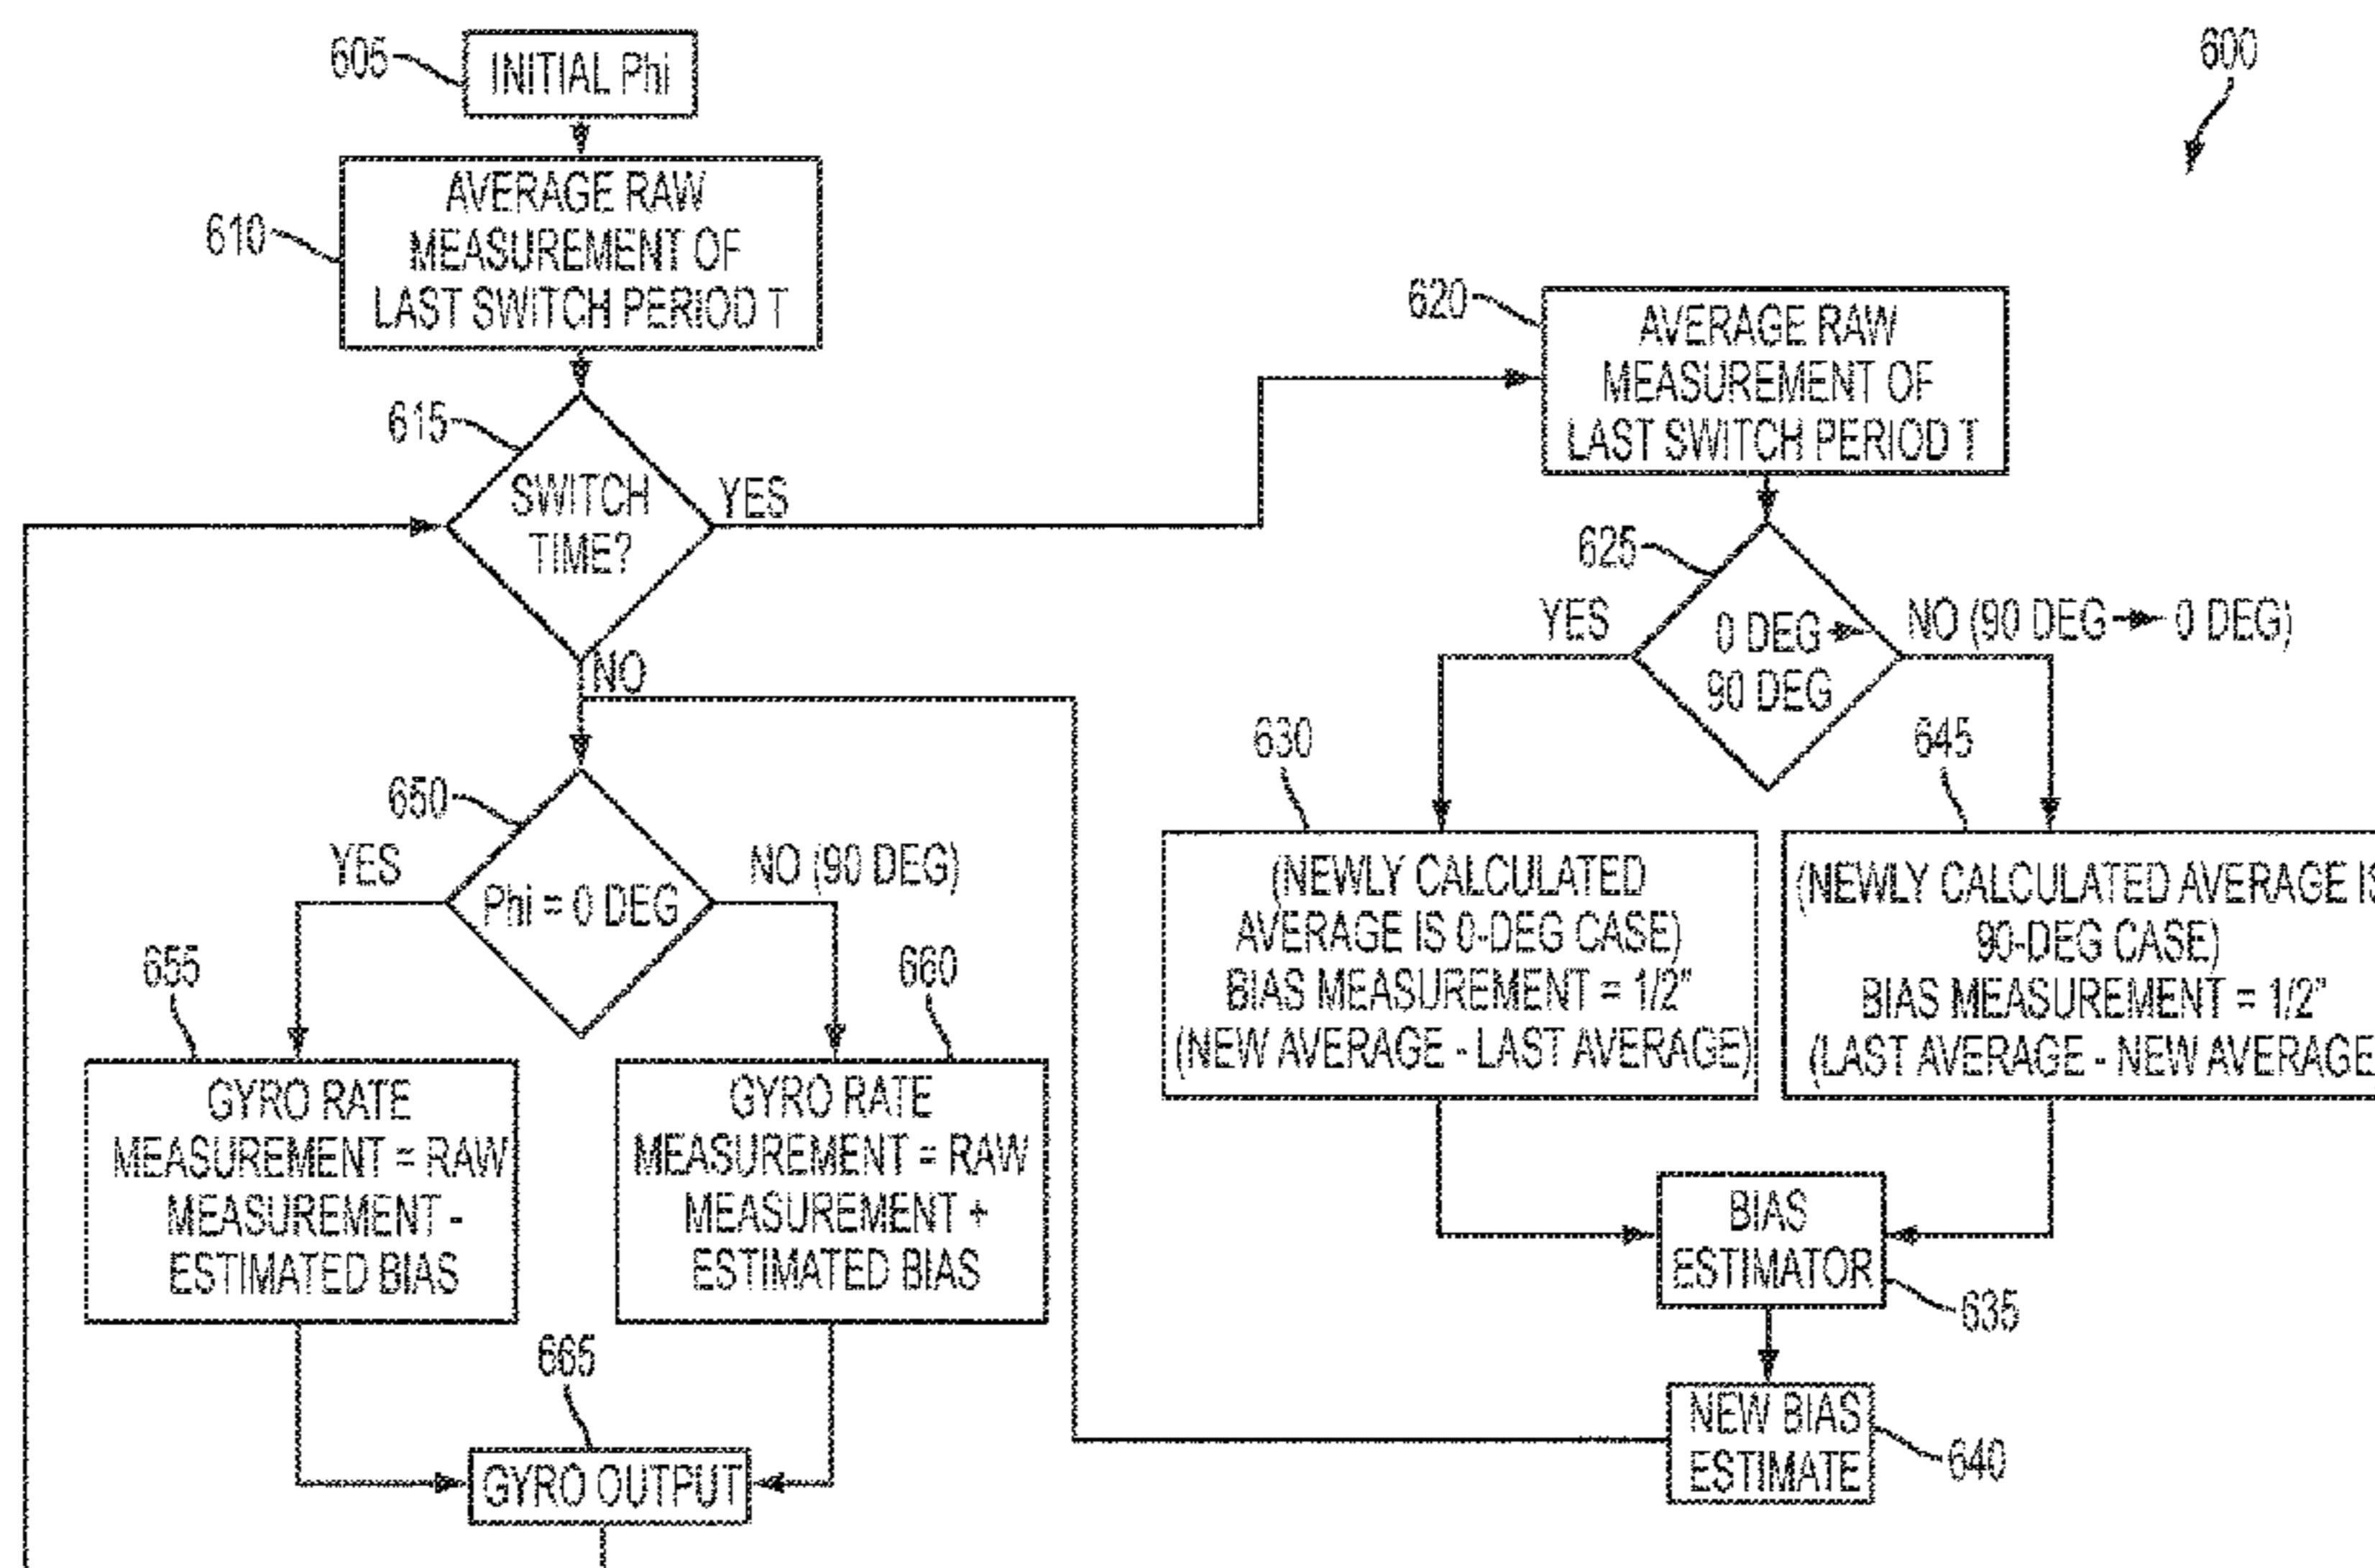 600
605
INITIAL Phi
610
AVERAGE RAW
MEASUREMENT OF
LAST SWITCH PERIOD T
615
SWITCH
TIME?
YES
NO
620
AVERAGE RAW
MEASUREMENT OF
LAST SWITCH PERIOD T
625
0 DEG
90 DEG
YES
NO (90 DEG → 0 DEG)
630
(NEWLY CALCULATED
AVERAGE IS 0-DEG CASE)
BIAS MEASUREMENT = 1/2"
(NEW AVERAGE - LAST AVERAGE)
645
(NEWLY CALCULATED AVERAGE IS
90-DEG CASE)
BIAS MEASUREMENT = 1/2"
(LAST AVERAGE - NEW AVERAGE
BIAS
ESTIMATOR
635
NEW BIAS
ESTIMATE
640
650
Phi = 0 DEG
YES
NO (90 DEG)
655
GYRO RATE
MEASUREMENT = RAW
MEASUREMENT -
ESTIMATED BIAS
660
GYRO RATE
MEASUREMENT = RAW
MEASUREMENT +
ESTIMATED BIAS
665
GYRO OUTPUT